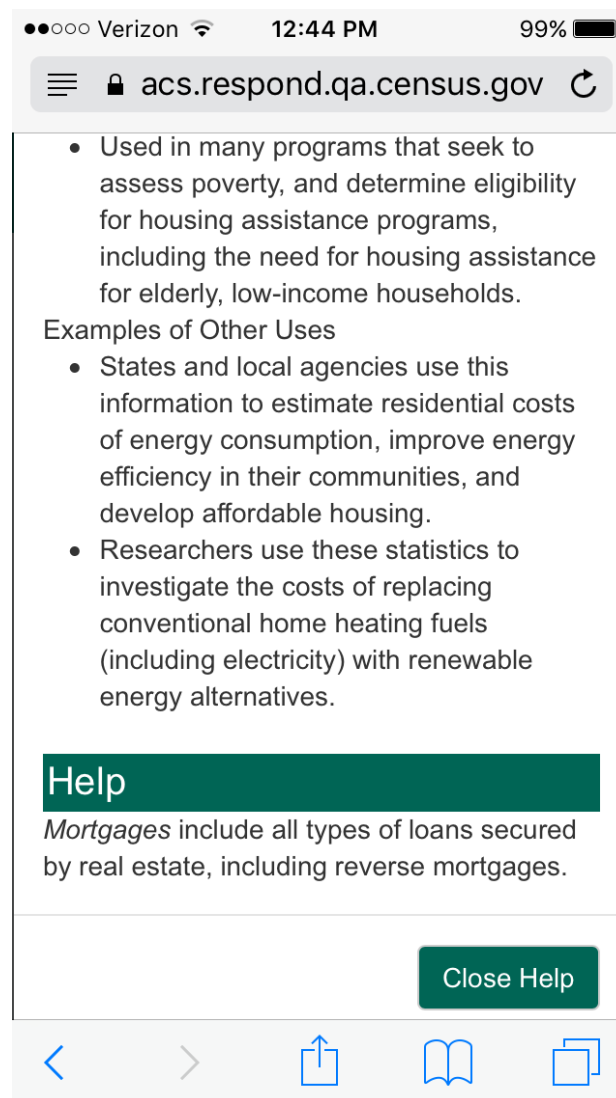 Verizon 12:44 PM 99%
acs.respond.qa.census.gov
• Used in many programs that seek to
assess poverty, and determine eligibility
for housing assistance programs,
including the need for housing assistance
for elderly, low-income households.
Examples of Other Uses
• States and local agencies use this
information to estimate residential costs
of energy consumption, improve energy
efficiency in their communities, and
develop affordable housing.
• Researchers use these statistics to
investigate the costs of replacing
conventional home heating fuels
(including electricity) with renewable
energy alternatives.
Help
Mortgages include all types of loans secured
by real estate, including reverse mortgages.
Close Help